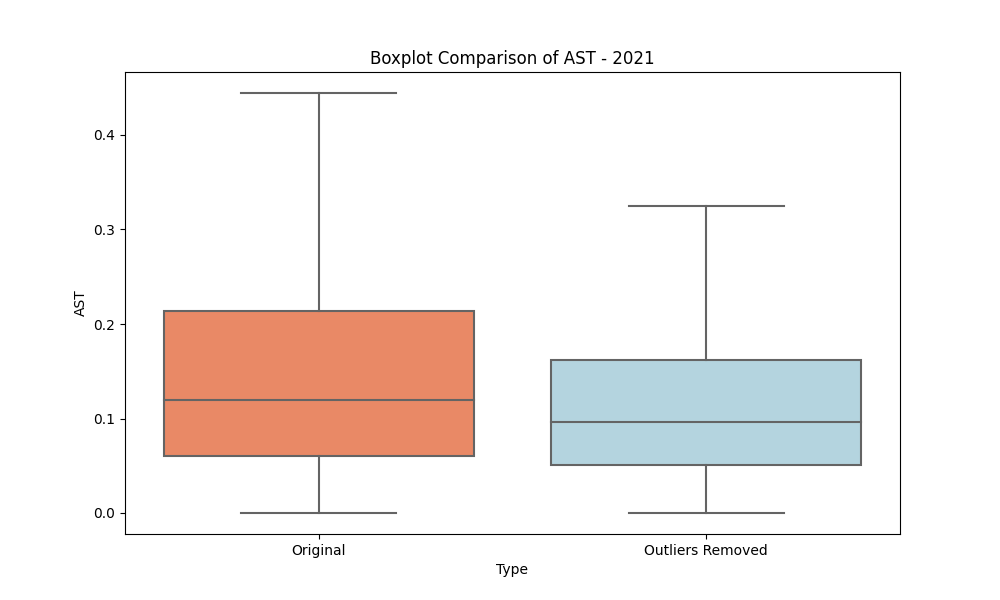 Boxplot Comparison of AST - 2021
AST
0.4
0.3
0.2
0.1
0.0
Original
Outliers Removed
Type